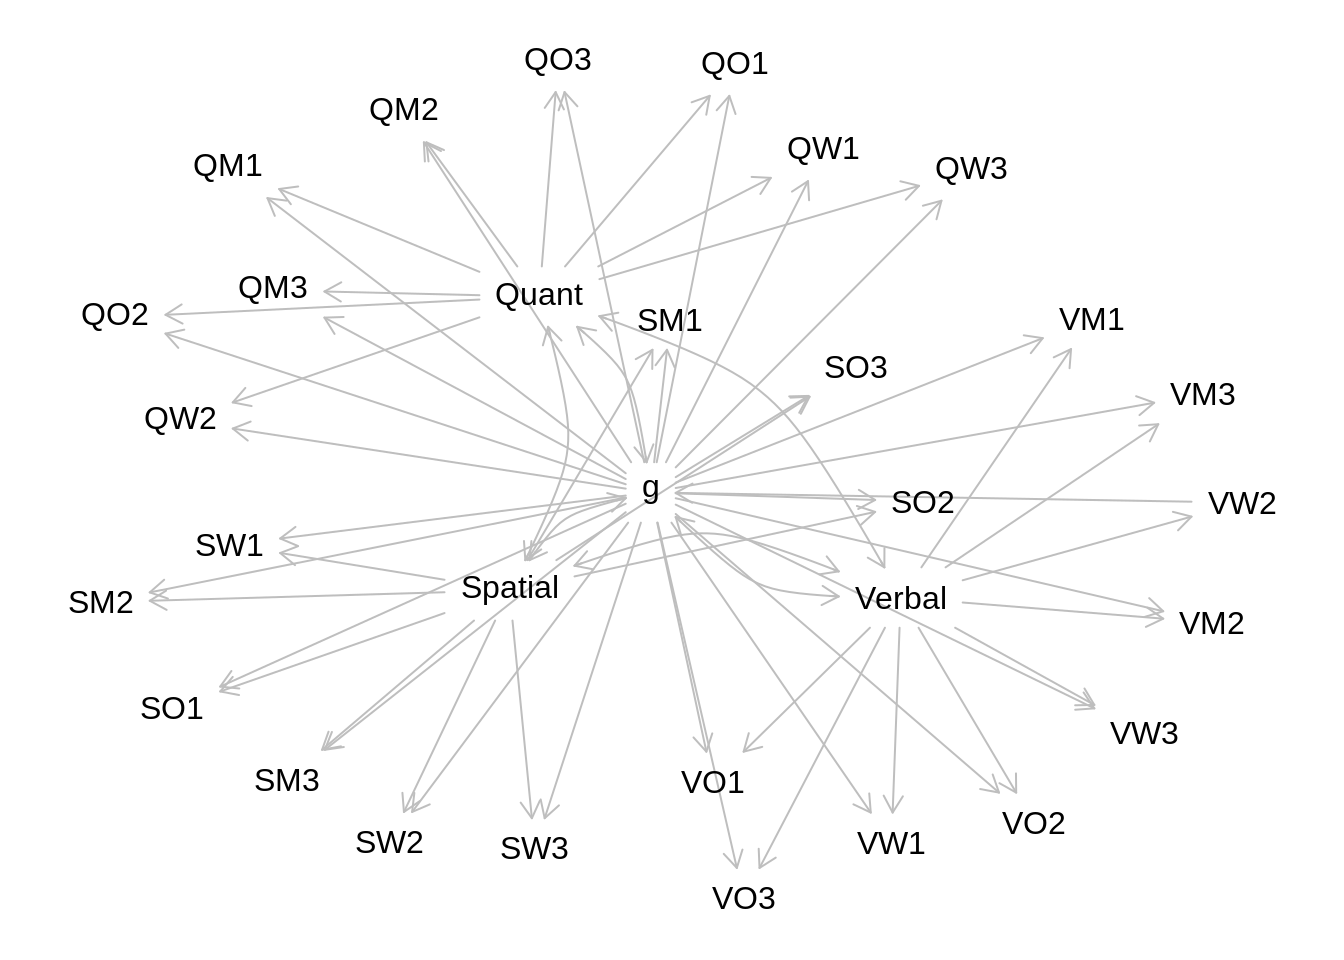 QO3
QO1
QM2
QW1
QM1
QW3
QM3
Quant
QO2
SM1
VM1
SO3
VM3
QW2
g
SO2
VW2
SW1
Spatial
Verbal
SM2
VM2
SO1
VW3
SM3
VO1
VO2
SW2
SW3
VW1
VO3